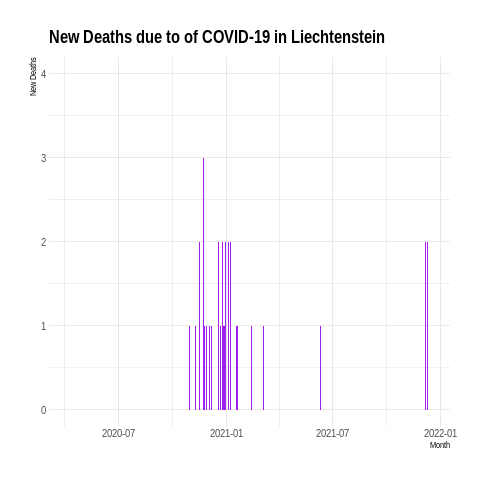 New Deaths due to of COVID-19 in Liechtenstein
New Deaths
4
3
2
1
0
2020-07 2021-01 2021-07 2022-01
Month